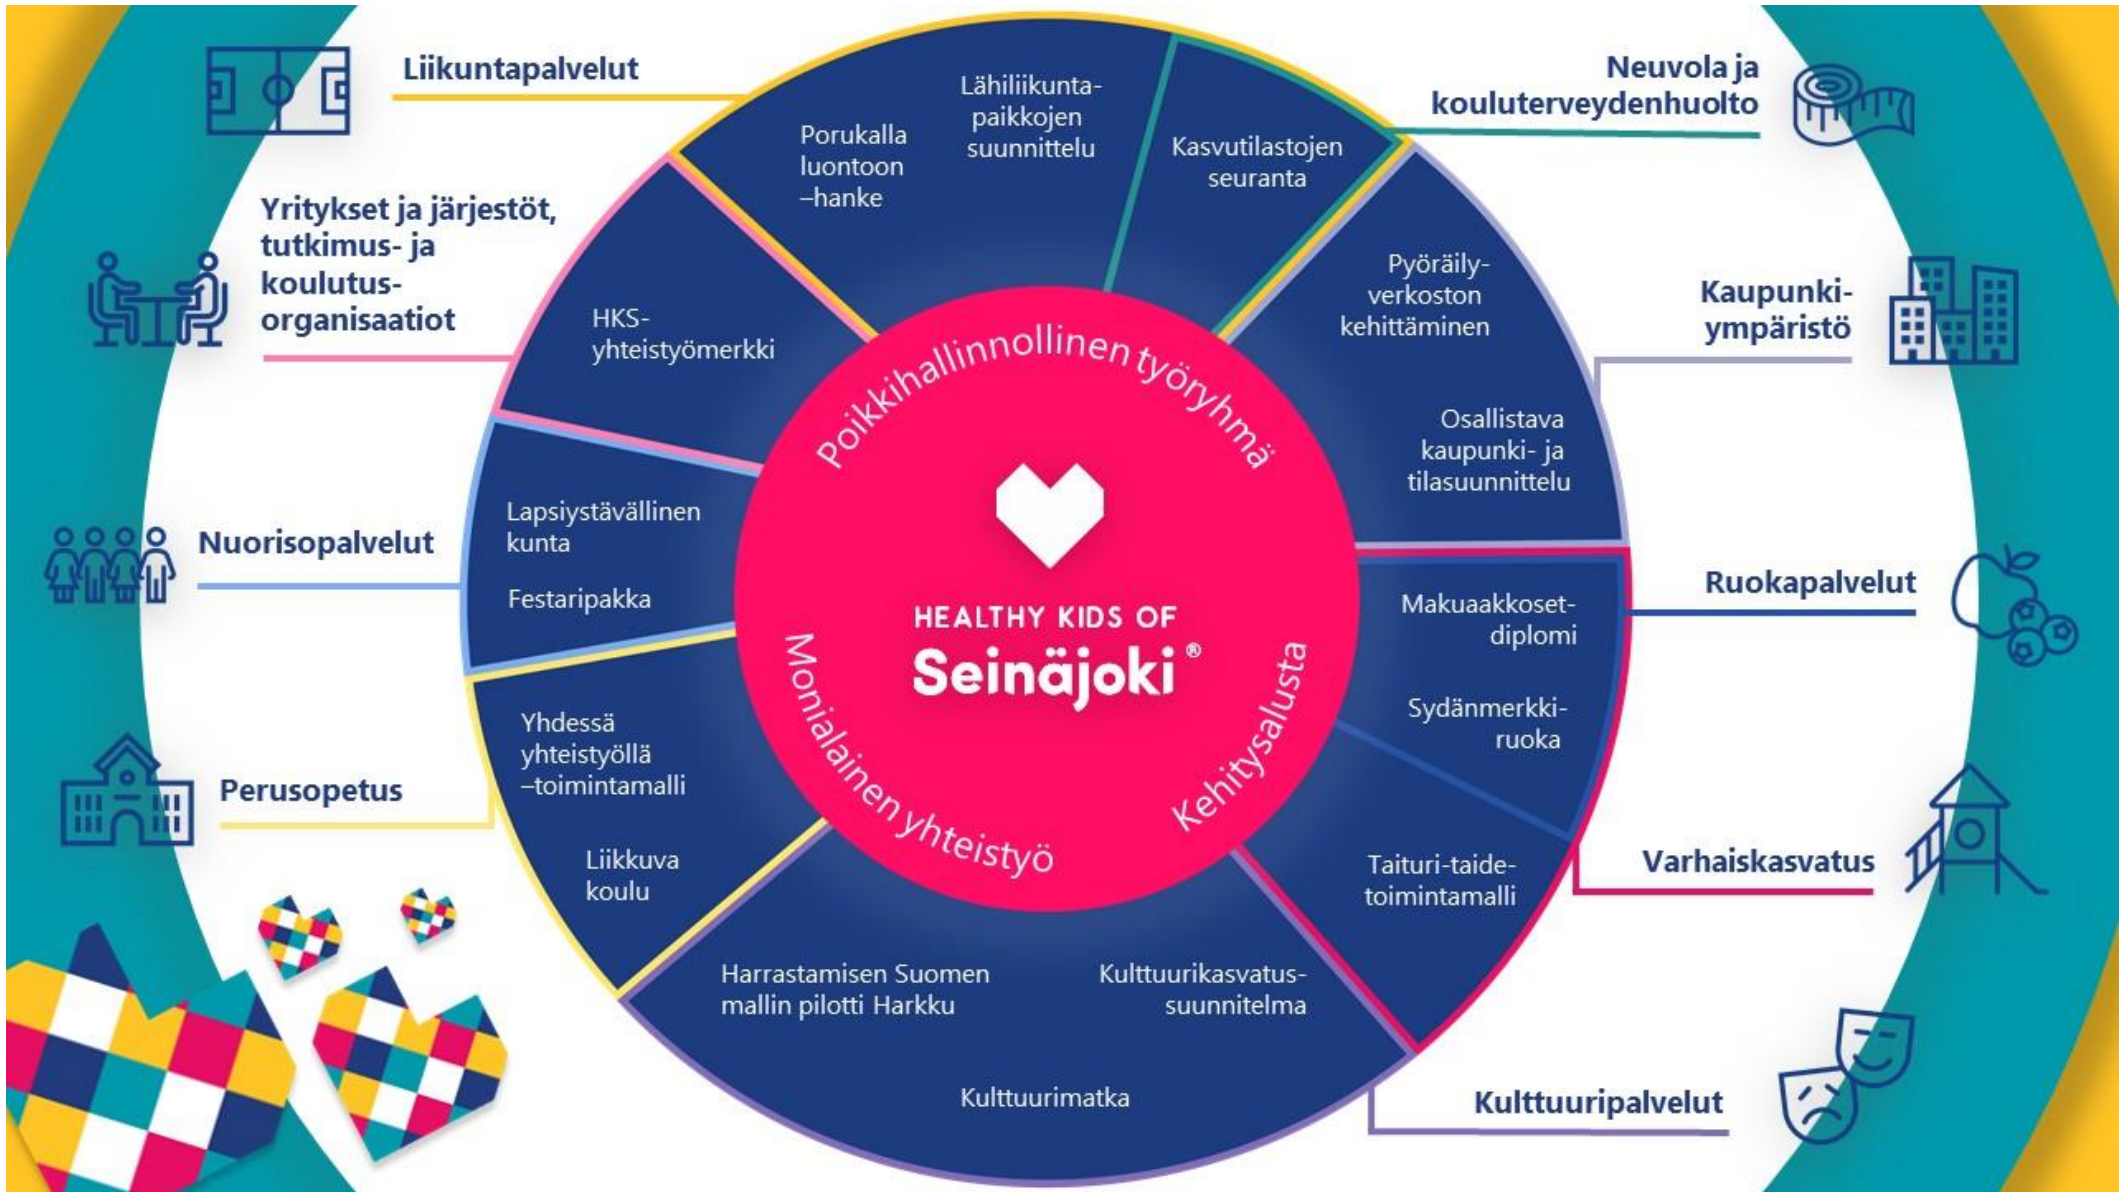 Liikuntapalvelut
Yritykset ja järjestöt,
tutkimus- ja
koulutus-
organisaatiot
Nuorisopalvelut
Perusopetus
Porukalla
luontoon
–hanke
Lähiliikunta-
paikkojen
suunnittelu
Kasvutilastojen
seuranta
HKS-
yhteistyömerkki
Pyöräily-
verkoston
kehittäminen
Osallistava
kaupunki- ja
tilasuunnittelu
Lapsiystävällinen
kunta
Festaripakka
Makuaakkoset-
diplomi
Sydänmerkki-
ruoka
Yhdessä
yhteistyöllä
–toimintamalli
Liikkuva
koulu
Taituri-taide-
toimintamalli
Harrastamisen Suomen
mallin pilotti Harkku
Kulttuurikasvatus-
suunnitelma
Kulttuurimatka
Poikkihallinnollinen työryhmä
HEALTHY KIDS OF
Seinäjoki ®
Monialainen yhteistyö
Kehitysalusta
Neuvola ja
kouluterveydenhuolto
Kaupunki-
ympäristö
Ruokapalvelut
Varhaiskasvatus
Kulttuuripalvelut